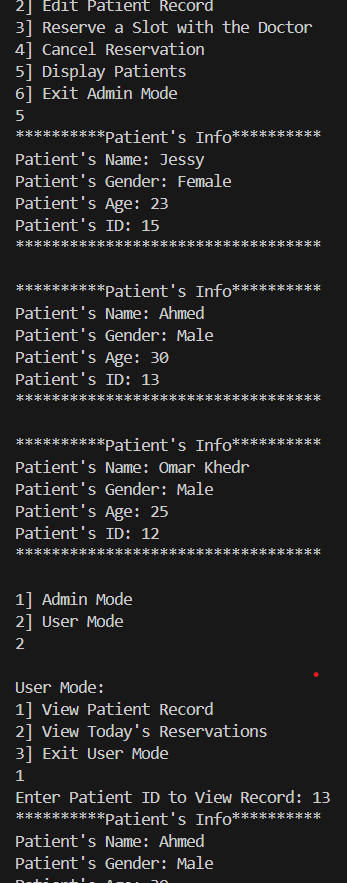 2] Edit Patient Record
3] Reserve a Slot with the Doctor
4] Cancel Reservation
5] Display Patients
6] Exit Admin Mode
5
**********Patient's Info**********
Patient's Name: Jessy
Patient's Gender: Female
Patient's Age: 23
Patient's ID: 15
**********************************
**********Patient's Info**********
Patient's Name: Ahmed
Patient's Gender: Male
Patient's Age: 30
Patient's ID: 13
**********************************
**********Patient's Info**********
Patient's Name: Omar Khedr
Patient's Gender: Male
Patient's Age: 25
Patient's ID: 12
**********************************
1] Admin Mode
2] User Mode
2
User Mode:
1] View Patient Record
2] View Today's Reservations
3] Exit User Mode
1
Enter Patient ID to View Record: 13
**********Patient's Info**********
Patient's Name: Ahmed
Patient's Gender: Male
Patient's Age: 30